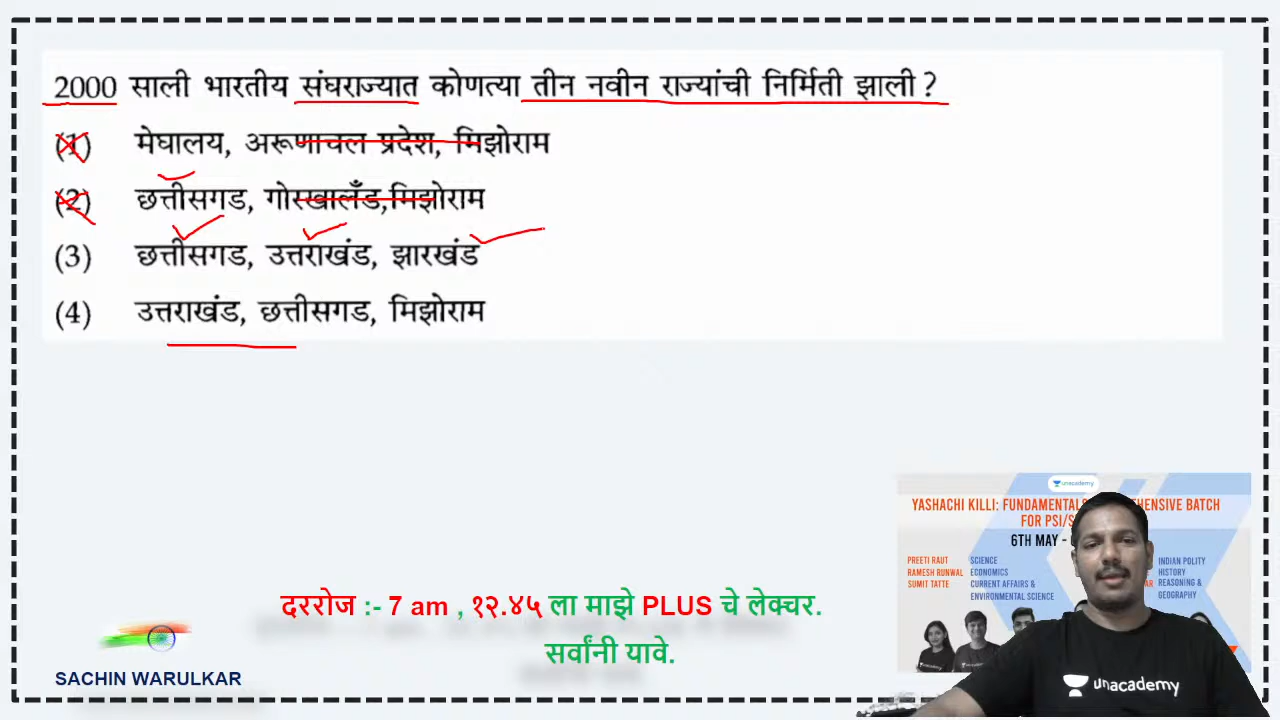 2000 साली भारतीय संघराज्यात कोणत्या तीन नवीन राज्यांची निर्मिती झाली ?
(1) मेघालय, अरूणाचल प्रदेश, मिझोराम
(2) छत्तीसगड, गोरखालँड,मिझोराम
(3) छत्तीसगड, उत्तराखंड, झारखंड
(4) उत्तराखंड, छत्तीसगड, मिझोराम
unacademy
YASHACHI KILLI: FUNDAMENTALS HENSIVE BATCH
FOR PSI/S
6TH MAY -
PREETI RAUT SCIENCE INDIAN POLITY
RAMESH RUNWAL ECONOMICS HISTORY
SUMIT TATTE CURRENT AFFAIRS & AR REASONING &
ENVIRONMENTAL SCIENCE GEOGRAPHY
दररोज :- 7 am , १२.४५ ला माझे PLUS चे लेक्चर.
सर्वांनी यावे.
SACHIN WARULKAR
unacademy